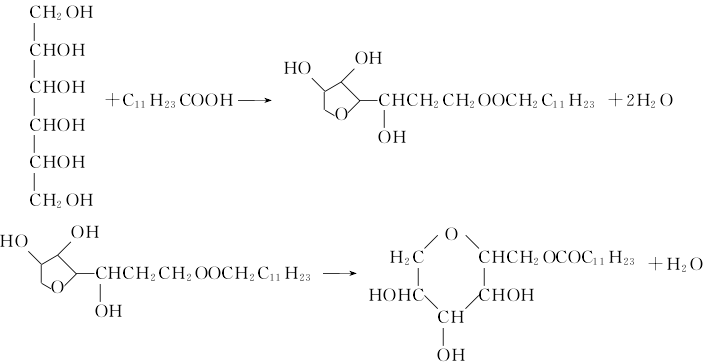 CH₂OH
CHOH
CHOH
CHOH
CHOH
CH₂OH
+C₁₁H₂₃COOH
HO
OH
O
CHCH₂CH₂OOCH₂C₁₁H₂₃
OH
+2H₂O
HO
OH
O
CHCH₂CH₂OOCH₂C₁₁H₂₃
OH
O
H₂C
CHCH₂OCOC₁₁H₂₃
+H₂O
HOHC
CHOH
CH
OH